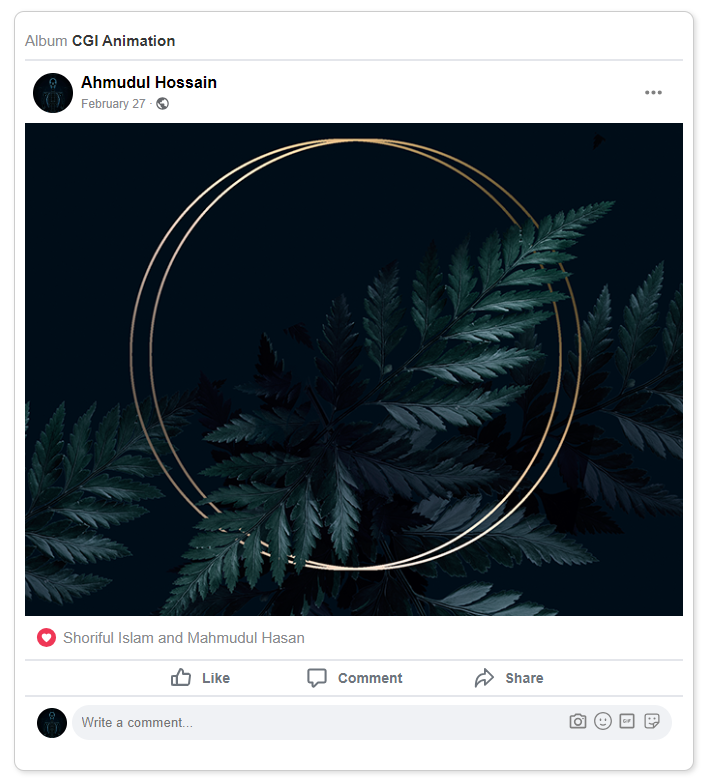 Album CGI Animation
Ahmudul Hossain
February 27 ·
Shoriful Islam and Mahmudul Hasan
Like Comment Share
Write a comment... GIF